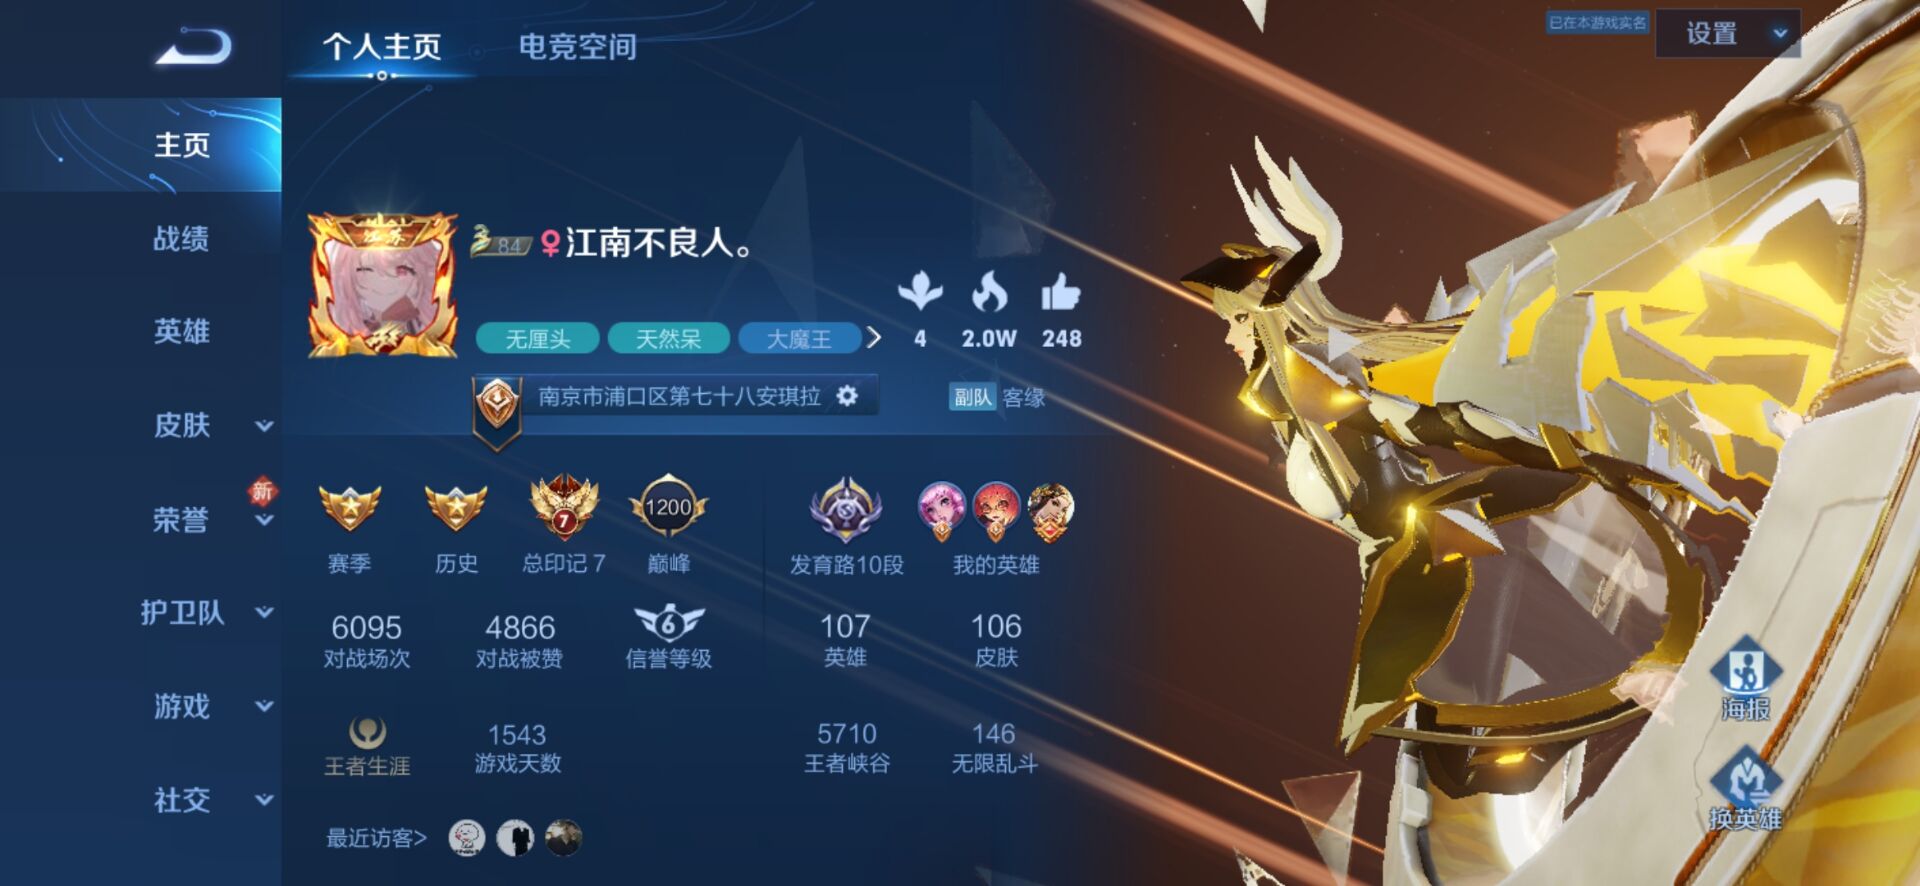 个人主页
电竞空间
已在本游戏实名
设置
主页
战绩
英雄
皮肤
新
荣誉
护卫队
游戏
社交
江苏
84
江南不良人。
无厘头
天然呆
大魔王
4
2.0W
248
南京市浦口区第七十八安琪拉
副队 客缘
7
1200
赛季
历史
总印记 7
巅峰
发育路10段
我的英雄
6095
对战场次
4866
对战被赞
6
信誉等级
107
英雄
106
皮肤
王者生涯
1543
游戏天数
5710
王者峡谷
146
无限乱斗
最近访客>
海报
换英雄